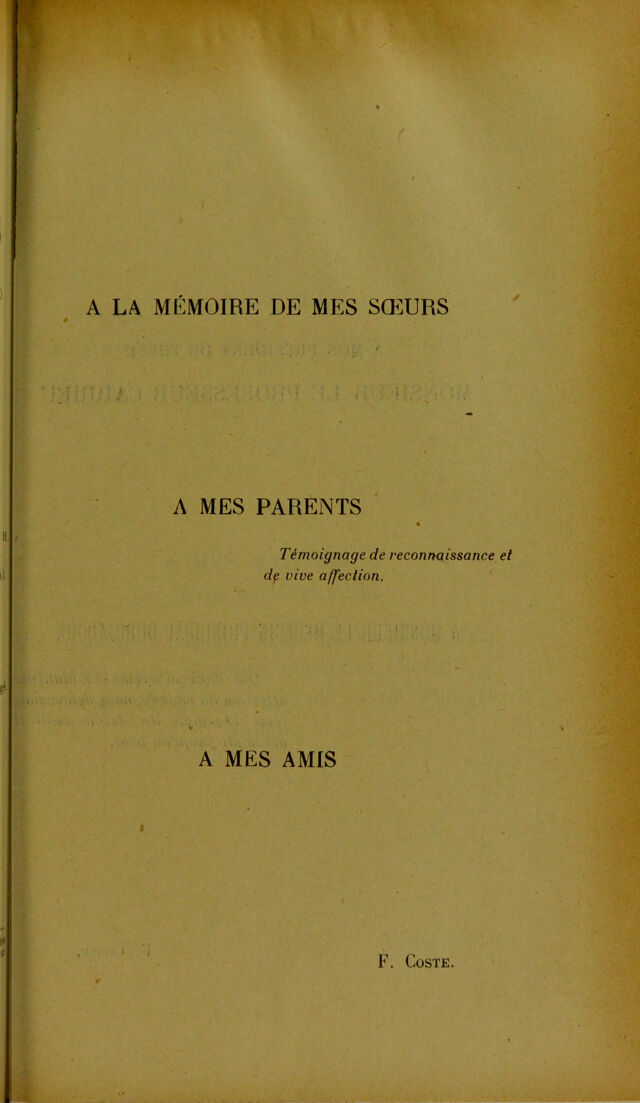 A LA MÉMOIRE DE MES SŒURS
A MES PARENTS
Témoignage de reconnaissance et
de vive affection.
A MES AMIS
F. COSTE.